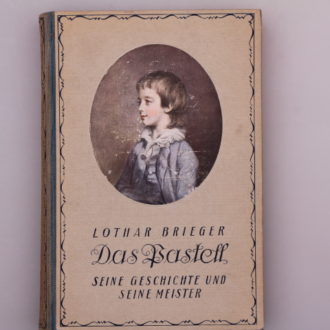 LOTHAR BRIEGER
Das Pastell
SEINE GESCHICHTE UND
SEINE MEISTER